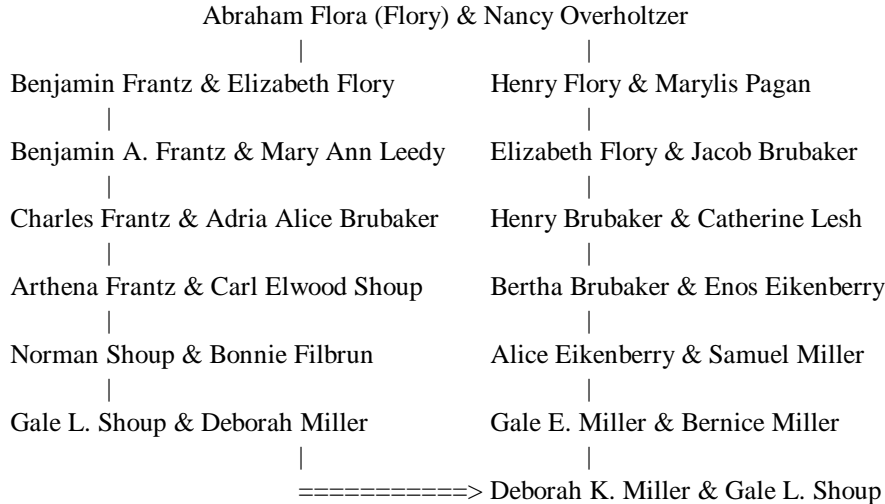 Abraham Flora (Flory) & Nancy Overholtzer
| |
Benjamin Frantz & Elizabeth Flory Henry Flory & Marylis Pagan
| |
Benjamin A. Frantz & Mary Ann Leedy Elizabeth Flory & Jacob Brubaker
| |
Charles Frantz & Adria Alice Brubaker Henry Brubaker & Catherine Lesh
| |
Arthena Frantz & Carl Elwood Shoup Bertha Brubaker & Enos Eikenberry
| |
Norman Shoup & Bonnie Filbrun Alice Eikenberry & Samuel Miller
| |
Gale L. Shoup & Deborah Miller Gale E. Miller & Bernice Miller
| |
===========> Deborah K. Miller & Gale L. Shoup